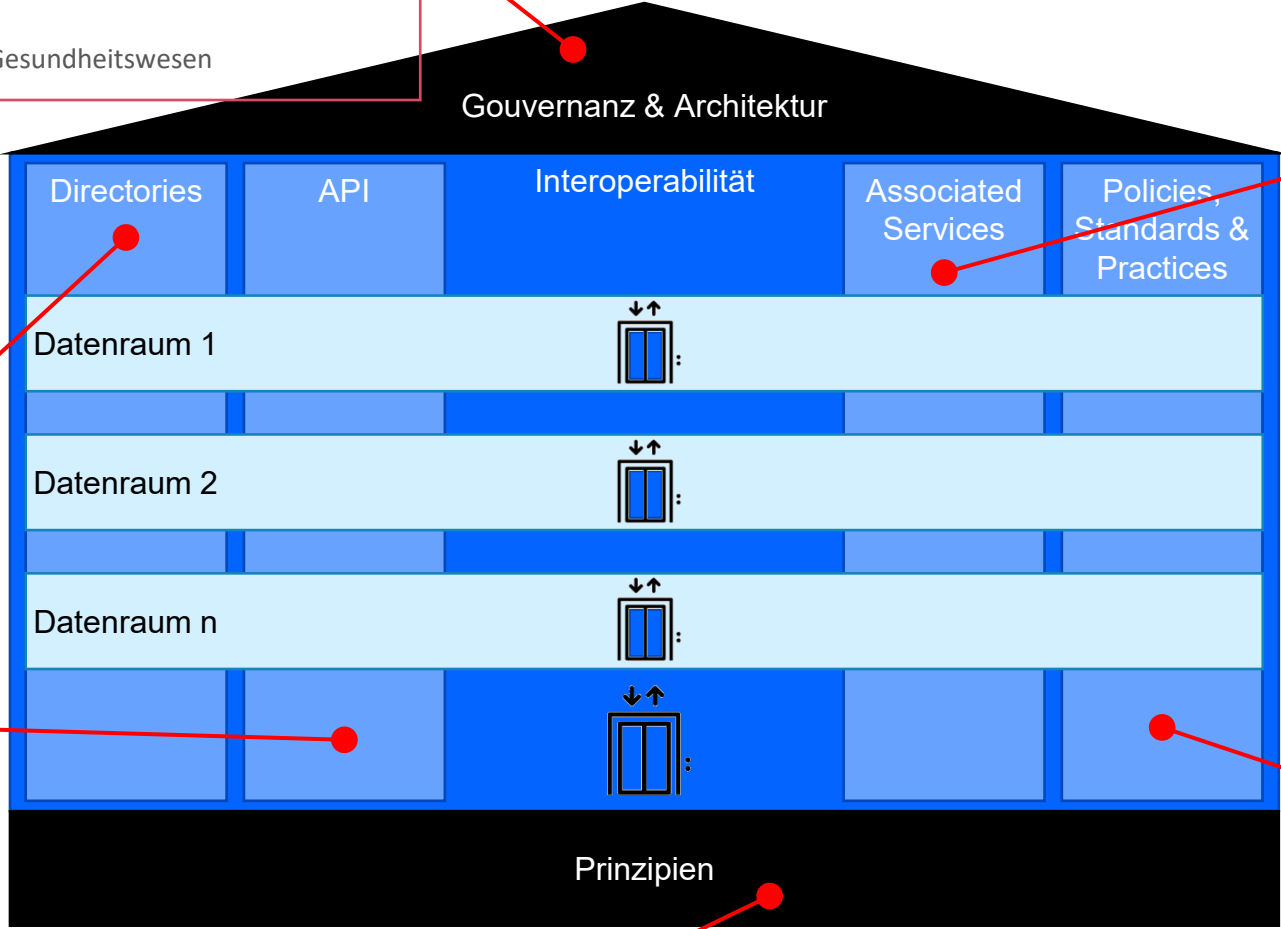 Gesundheitswesen
Gouvernanz & Architektur
Directories
API
Interoperabilität
Associated
Services
Policies,
Standards &
Practices
Datenraum 1
Datenraum 2
Datenraum n
Prinzipien